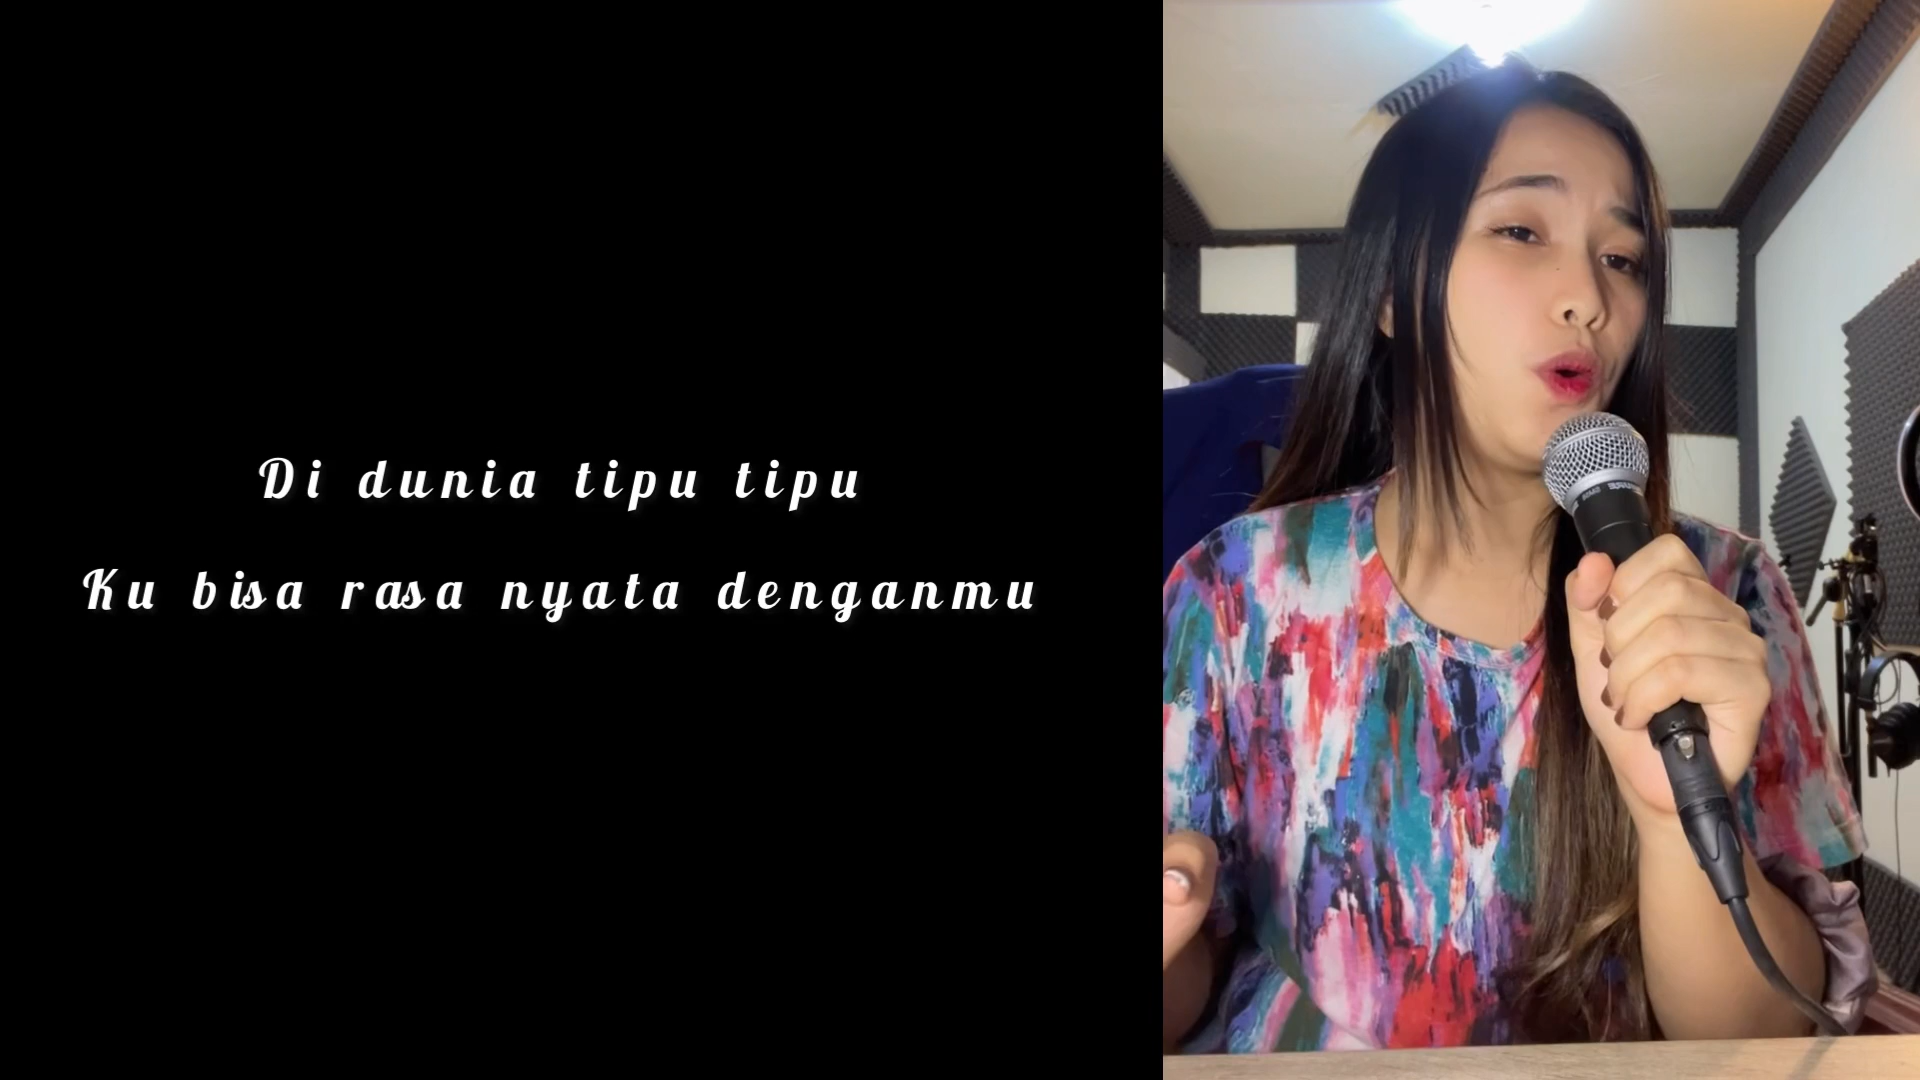 Di dunia tipu tipu
Ku bisa rasa nyata denganmu